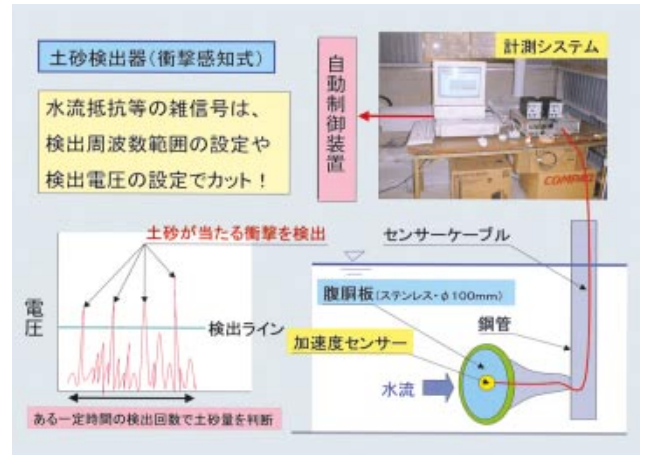 土砂検出器(衝撃感知式)
水流抵抗等の雑信号は、
検出周波数範囲の設定や
検出電圧の設定でカット！
自動制御装置
計測システム
COMPAQ
土砂が当たる衝撃を検出
電圧
検出ライン
ある一定時間の検出回数で土砂量を判断
センサーケーブル
腹胴板(ステンレス・φ100mm)
鋼管
加速度センサー
水流